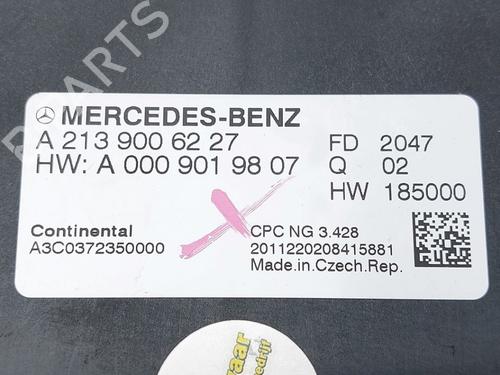 PARTS
MERCEDES-BENZ
A 213 900 62 27 FD 2047
HW: A 000 901 98 07 Q 02
HW 185000
Continental CPC NG 3.428
A3C0372350000 2011220208415881
Made.in.Czech.Rep.